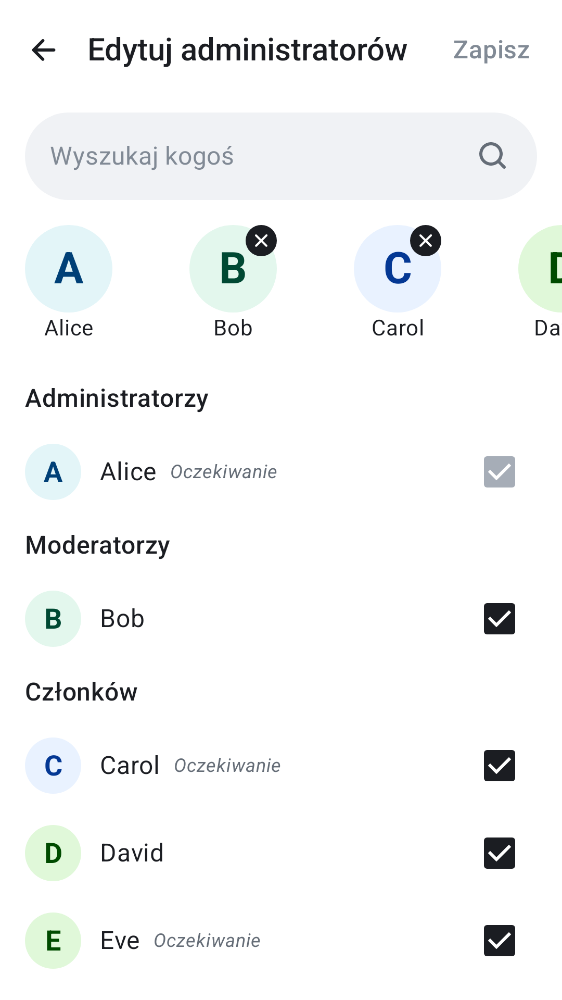 Edytuj administratorów Zapisz
Wyszukaj kogoś
A B C D
Alice Bob Carol Da
Administratorzy
A Alice Oczekiwanie
Moderatorzy
B Bob
Członków
C Carol Oczekiwanie
D David
E Eve Oczekiwanie